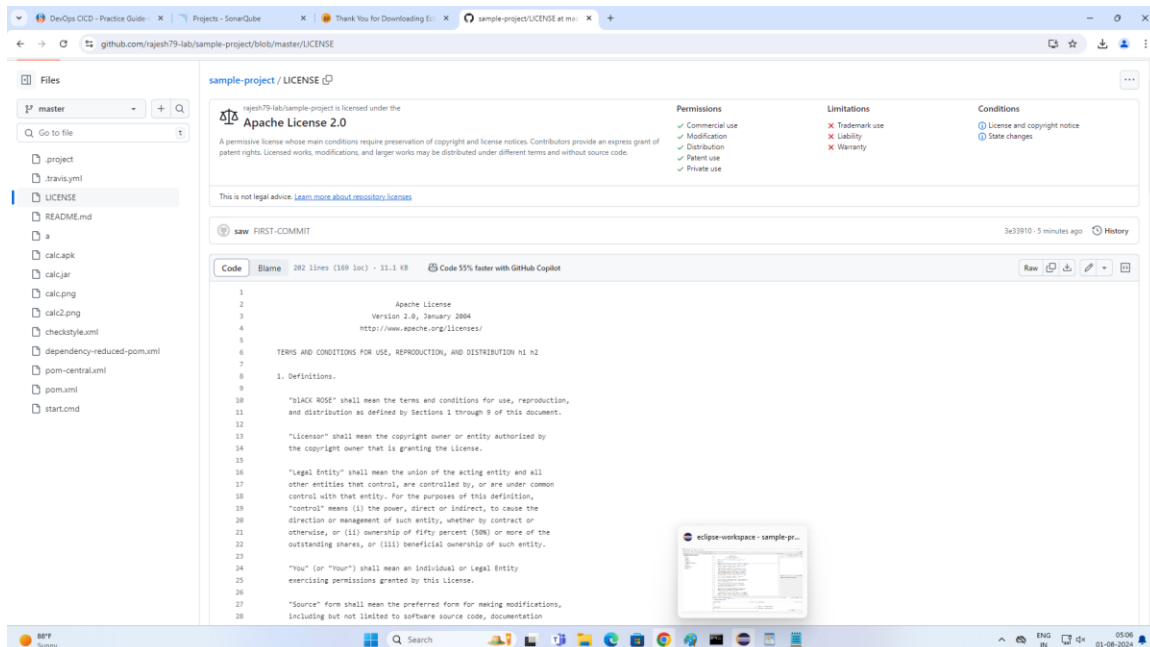 DevOps CICD - Practice Guide-
Projects - SonarQube
Thank You for Downloading Ecl
sample-project/LICENSE at mas
github.com/rajesh79-lab/sample-project/blob/master/LICENSE
Files
master
Go to file
t
.project
.travis.yml
LICENSE
README.md
a
calc.apk
calc.jar
calc.png
calc2.png
checkstyle.xml
dependency-reduced-pom.xml
pom-central.xml
pom.xml
start.cmd
sample-project / LICENSE
rajesh79-lab/sample-project is licensed under the
Apache License 2.0
A permissive license whose main conditions require preservation of copyright and license notices. Contributors provide an express grant of
patent rights. Licensed works, modifications, and larger works may be distributed under different terms and without source code.
Permissions
Commercial use
Modification
Distribution
Patent use
Private use
Limitations
Trademark use
Liability
Warranty
Conditions
License and copyright notice
State changes
This is not legal advice. Learn more about repository licenses
saw FIRST-COMMIT
3e33910 · 5 minutes ago History
Code Blame 202 lines (169 loc) · 11.1 KB Code 55% faster with GitHub Copilot Raw
1
2 Apache License
3 Version 2.0, January 2004
4 http://www.apache.org/licenses/
5
6 TERMS AND CONDITIONS FOR USE, REPRODUCTION, AND DISTRIBUTION h1 h2
7
8 1. Definitions.
9
10 "blACK ROSE" shall mean the terms and conditions for use, reproduction,
11 and distribution as defined by Sections 1 through 9 of this document.
12
13 "Licensor" shall mean the copyright owner or entity authorized by
14 the copyright owner that is granting the License.
15
16 "Legal Entity" shall mean the union of the acting entity and all
17 other entities that control, are controlled by, or are under common
18 control with that entity. For the purposes of this definition,
19 "control" means (i) the power, direct or indirect, to cause the
20 direction or management of such entity, whether by contract or
21 otherwise, or (ii) ownership of fifty percent (50%) or more of the
22 outstanding shares, or (iii) beneficial ownership of such entity.
23
24 "You" (or "Your") shall mean an individual or Legal Entity
25 exercising permissions granted by this License.
26
27 "Source" form shall mean the preferred form for making modifications,
28 including but not limited to software source code, documentation
eclipse-workspace - sample-pr...
88°F
Sunny
Search
ENG
IN
05:06
01-08-2024